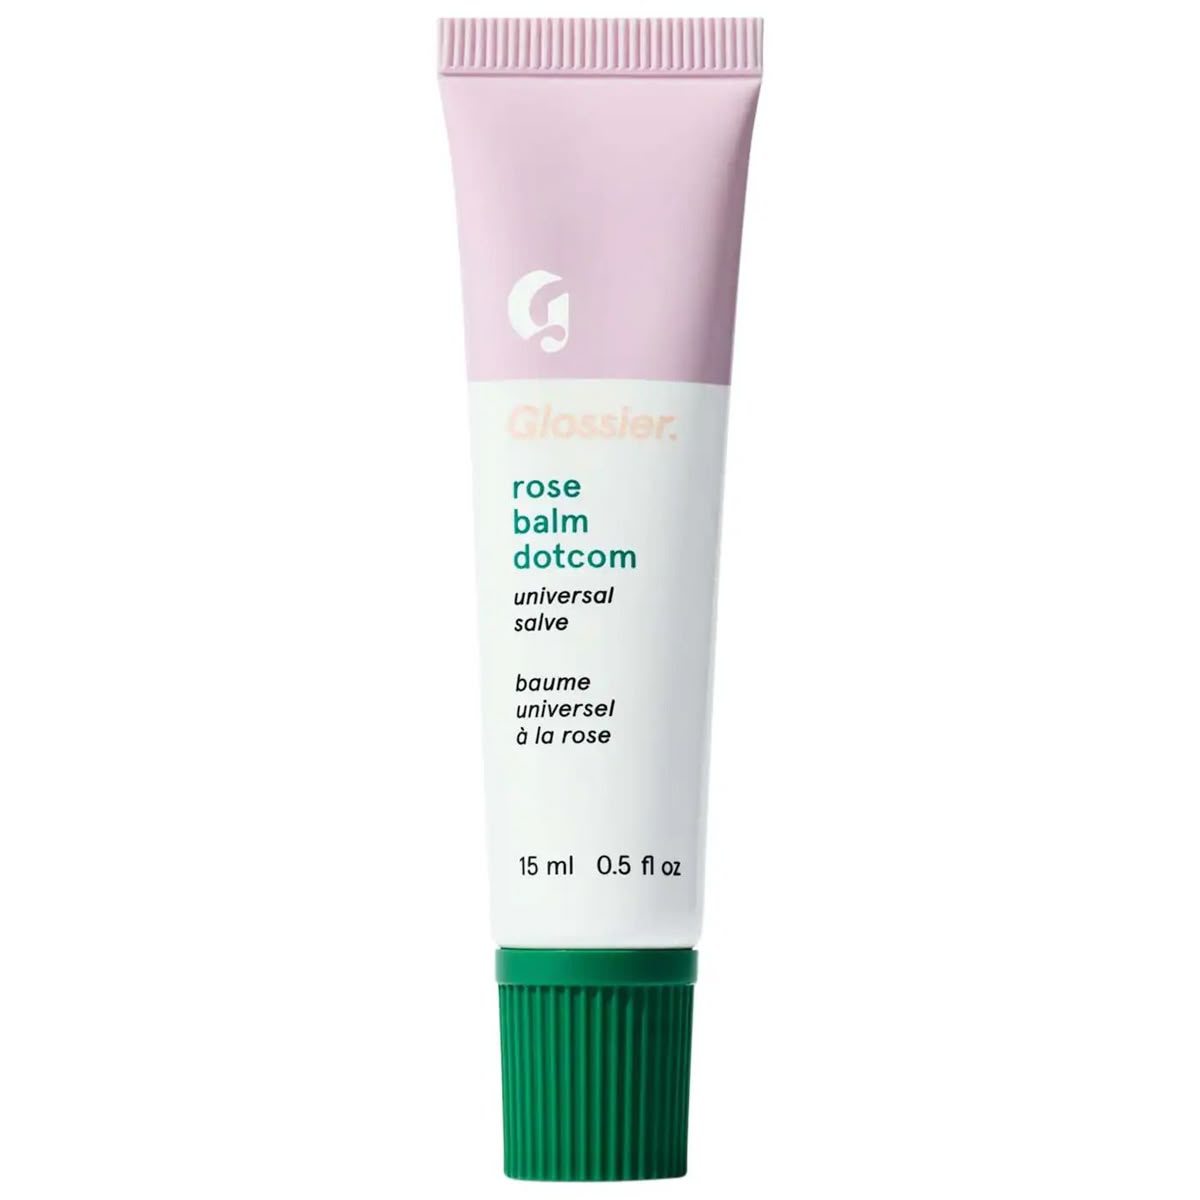 G
Glossier.
rose
balm
dotcom
universal
salve
baume
universel
à la rose
15 ml 0.5 fl oz